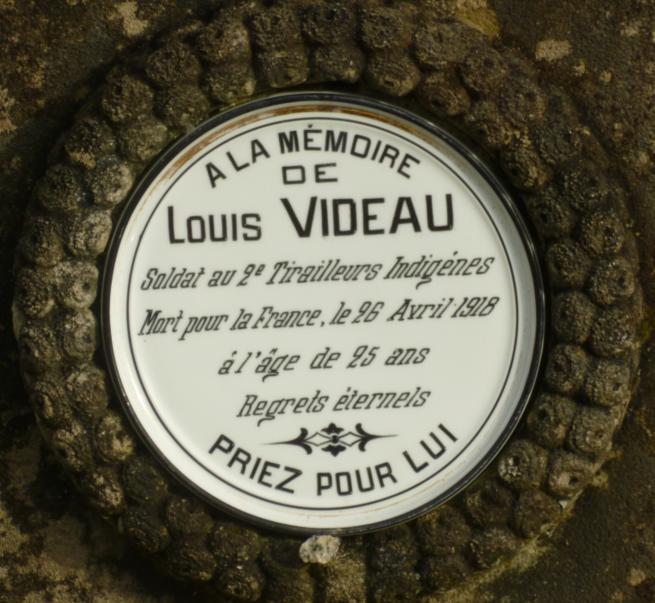 A LA MÉMOIRE
DE
LOUIS VIDEAU
Soldat au 2e Tirailleurs Indigénes
Mort pour la France, le 26 Avril 1918
á l'âge de 25 ans
Regrets éternels
PRIEZ POUR LUI